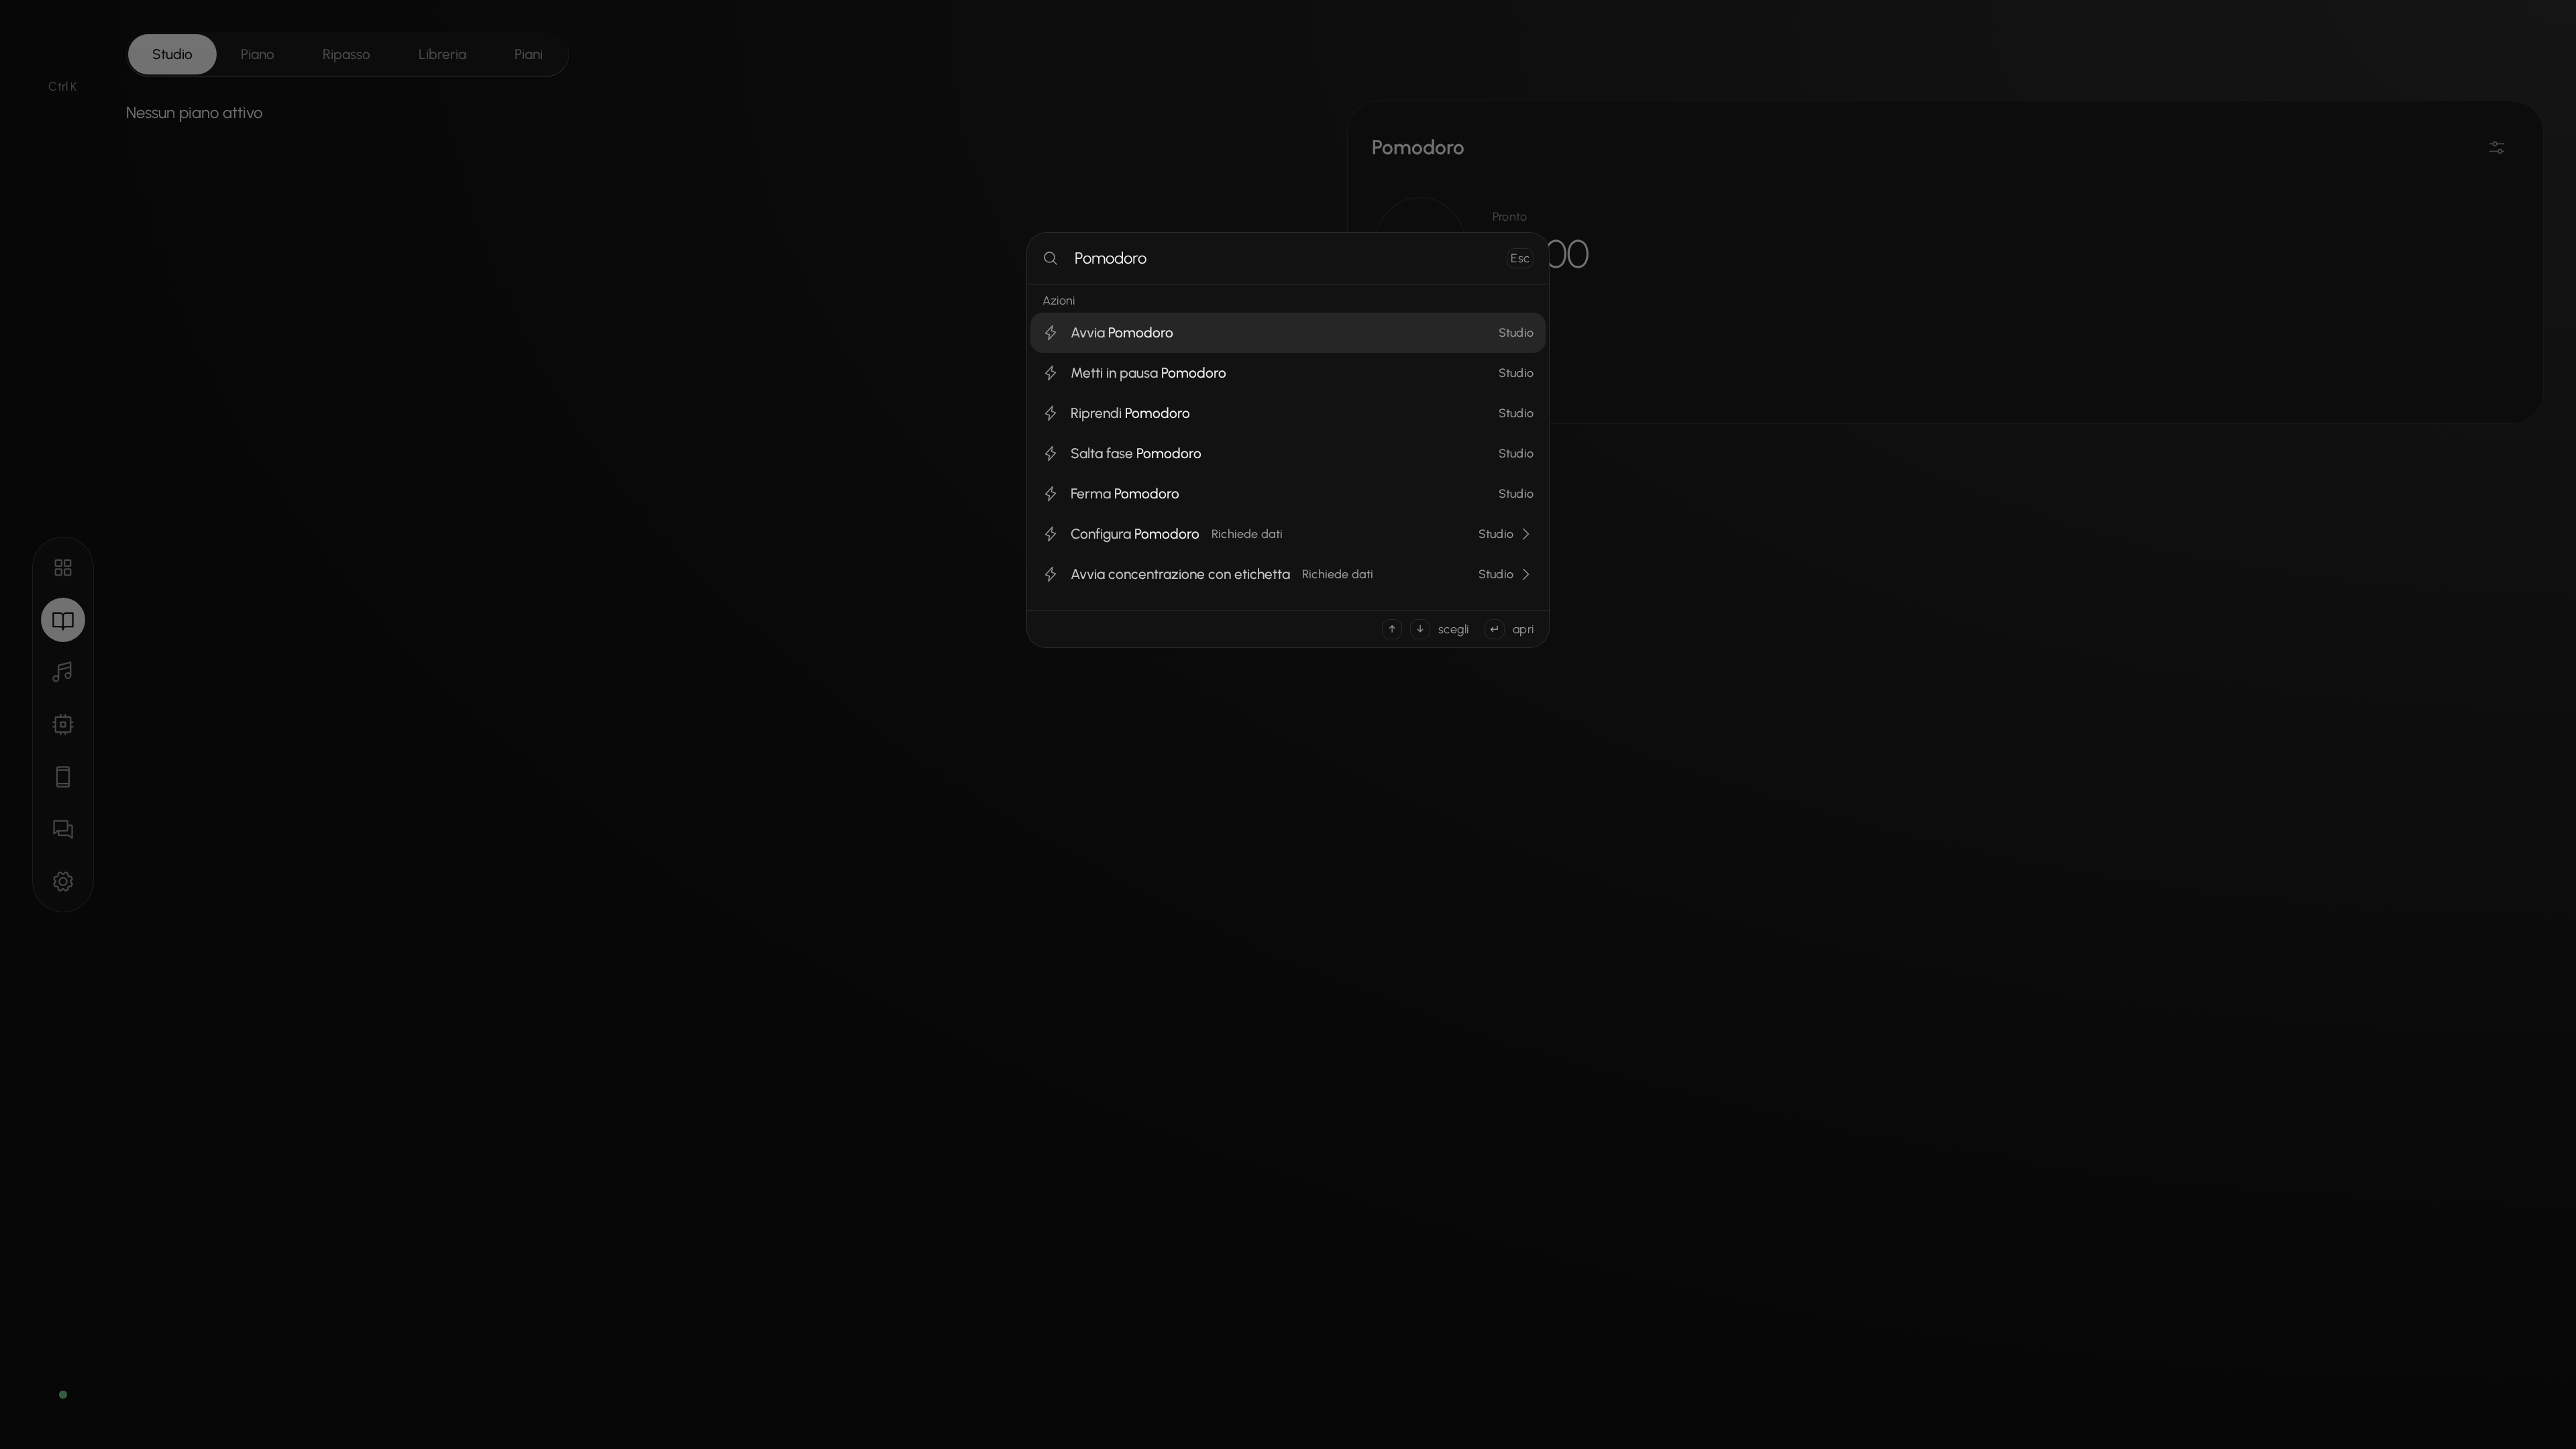 Studio Piano Ripasso Libreria Piani
Ctrl K
Nessun piano attivo
Pomodoro
Pronto
00
Pomodoro Esc
Azioni
Avvia Pomodoro Studio
Metti in pausa Pomodoro Studio
Riprendi Pomodoro Studio
Salta fase Pomodoro Studio
Ferma Pomodoro Studio
Configura Pomodoro Richiede dati Studio
Avvia concentrazione con etichetta Richiede dati Studio
↑ ↓ scegli ↵ apri